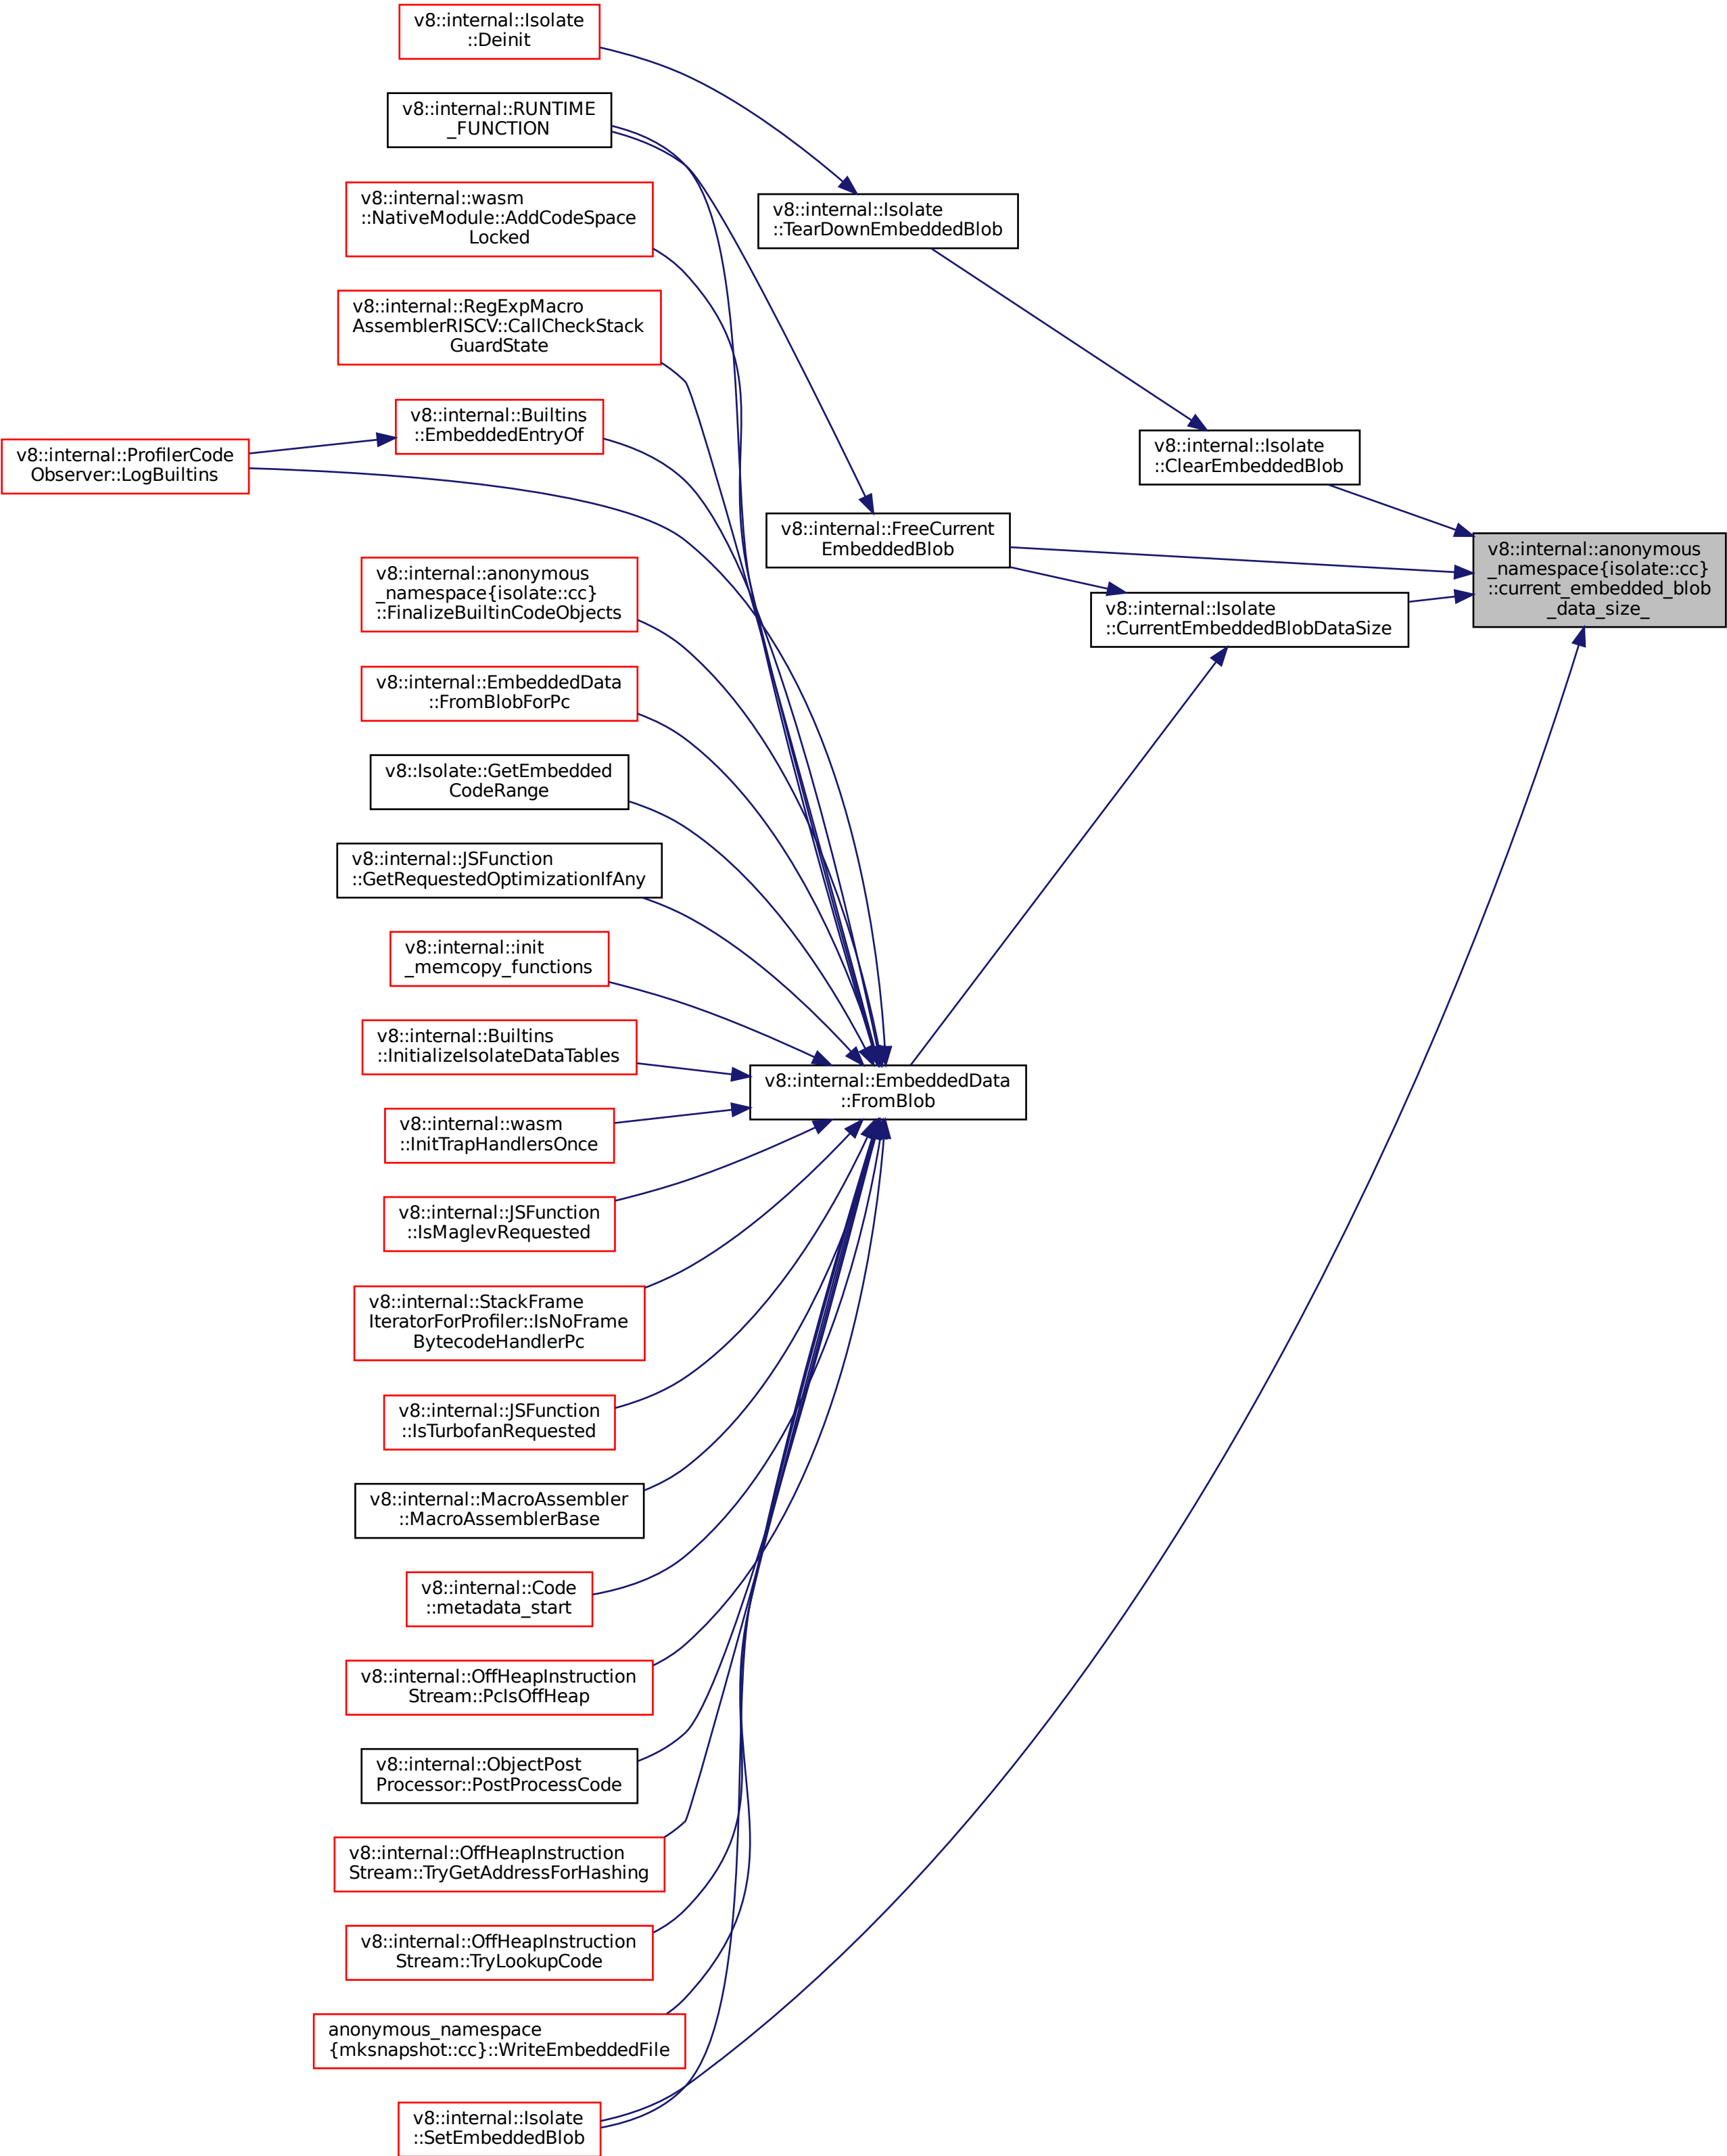 v8::internal::Isolate
::Deinit
v8::internal::RUNTIME
_FUNCTION
v8::internal::wasm
::NativeModule::AddCodeSpace
Locked
v8::internal::Isolate
::TearDownEmbeddedBlob
v8::internal::RegExpMacro
AssemblerRISCV::CallCheckStack
GuardState
v8::internal::Builtins
::EmbeddedEntryOf
v8::internal::ProfilerCode
Observer::LogBuiltins
v8::internal::Isolate
::ClearEmbeddedBlob
v8::internal::FreeCurrent
EmbeddedBlob
v8::internal::anonymous
_namespace{isolate::cc}
::current_embedded_blob
_data_size_
v8::internal::anonymous
_namespace{isolate::cc}
::FinalizeBuiltinCodeObjects
v8::internal::Isolate
::CurrentEmbeddedBlobDataSize
v8::internal::EmbeddedData
::FromBlobForPc
v8::Isolate::GetEmbedded
CodeRange
v8::internal::JSFunction
::GetRequestedOptimizationIfAny
v8::internal::init
_memcopy_functions
v8::internal::Builtins
::InitializeIsolateDataTables
v8::internal::EmbeddedData
::FromBlob
v8::internal::wasm
::InitTrapHandlersOnce
v8::internal::JSFunction
::IsMaglevRequested
v8::internal::StackFrame
IteratorForProfiler::IsNoFrame
BytecodeHandlerPc
v8::internal::JSFunction
::IsTurbofanRequested
v8::internal::MacroAssembler
::MacroAssemblerBase
v8::internal::Code
::metadata_start
v8::internal::OffHeapInstruction
Stream::PcIsOffHeap
v8::internal::ObjectPost
Processor::PostProcessCode
v8::internal::OffHeapInstruction
Stream::TryGetAddressForHashing
v8::internal::OffHeapInstruction
Stream::TryLookupCode
anonymous_namespace
{mksnapshot::cc}::WriteEmbeddedFile
v8::internal::Isolate
::SetEmbeddedBlob